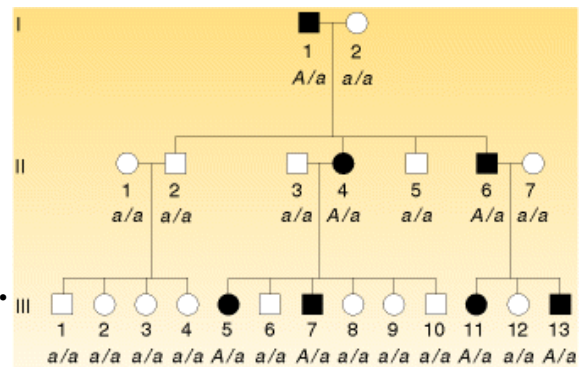 I
1 2
A/a a/a
II
1 2 3 4 5 6 7
a/a a/a a/a A/a a/a A/a a/a
III
1 2 3 4 5 6 7 8 9 10 11 12 13
a/a a/a a/a a/a A/a a/a A/a a/a a/a a/a A/a a/a A/a